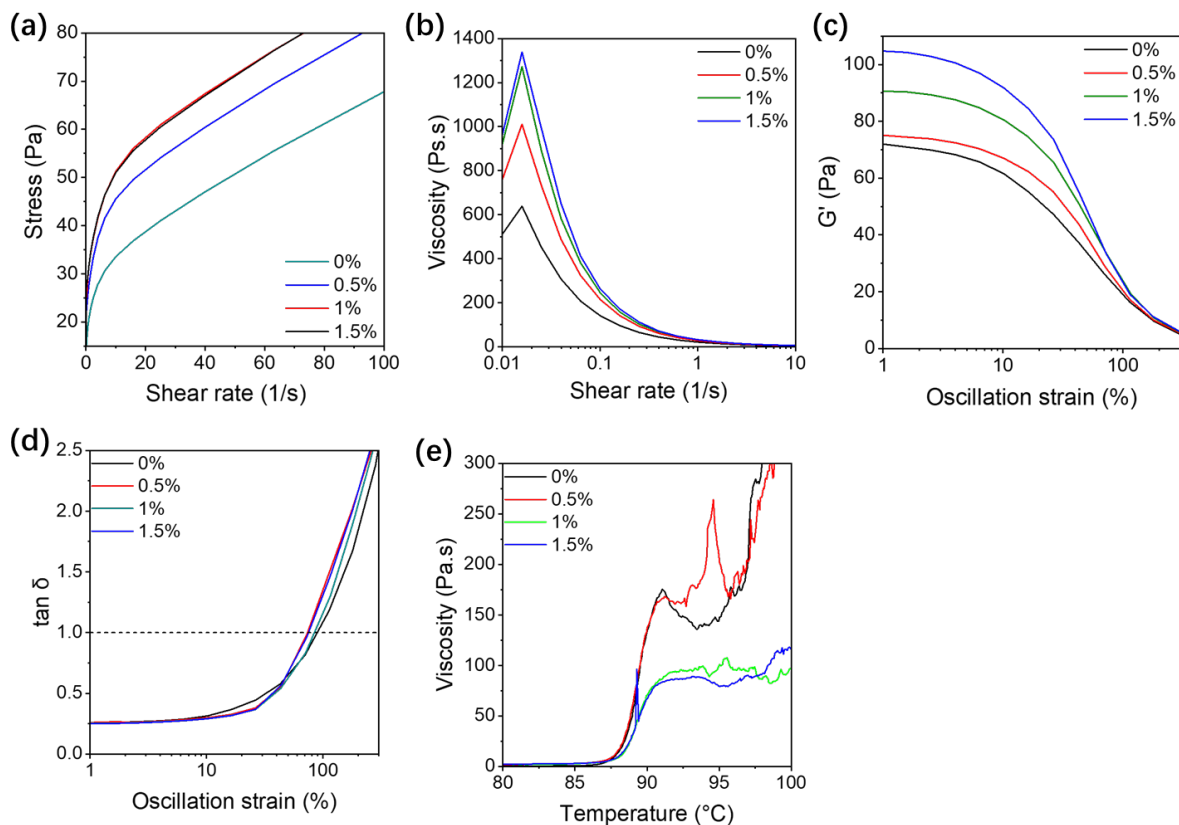 (a)
Stress (Pa)
80
70
60
50
40
30
20
0%
0.5%
1%
1.5%
0 20 40 60 80 100
Shear rate (1/s)
(b)
Viscosity (Ps.s)
1400
1200
1000
800
600
400
200
0
0%
0.5%
1%
1.5%
0.01 0.1 1 10
Shear rate (1/s)
(c)
G' (Pa)
100
80
60
40
20
0
0%
0.5%
1%
1.5%
1 10 100
Oscillation strain (%)
(d)
tan δ
2.5
2.0
1.5
1.0
0.5
0.0
0%
0.5%
1%
1.5%
1 10 100
Oscillation strain (%)
(e)
Viscosity (Pa.s)
300
250
200
150
100
50
0
0%
0.5%
1%
1.5%
80 85 90 95 100
Temperature (°C)